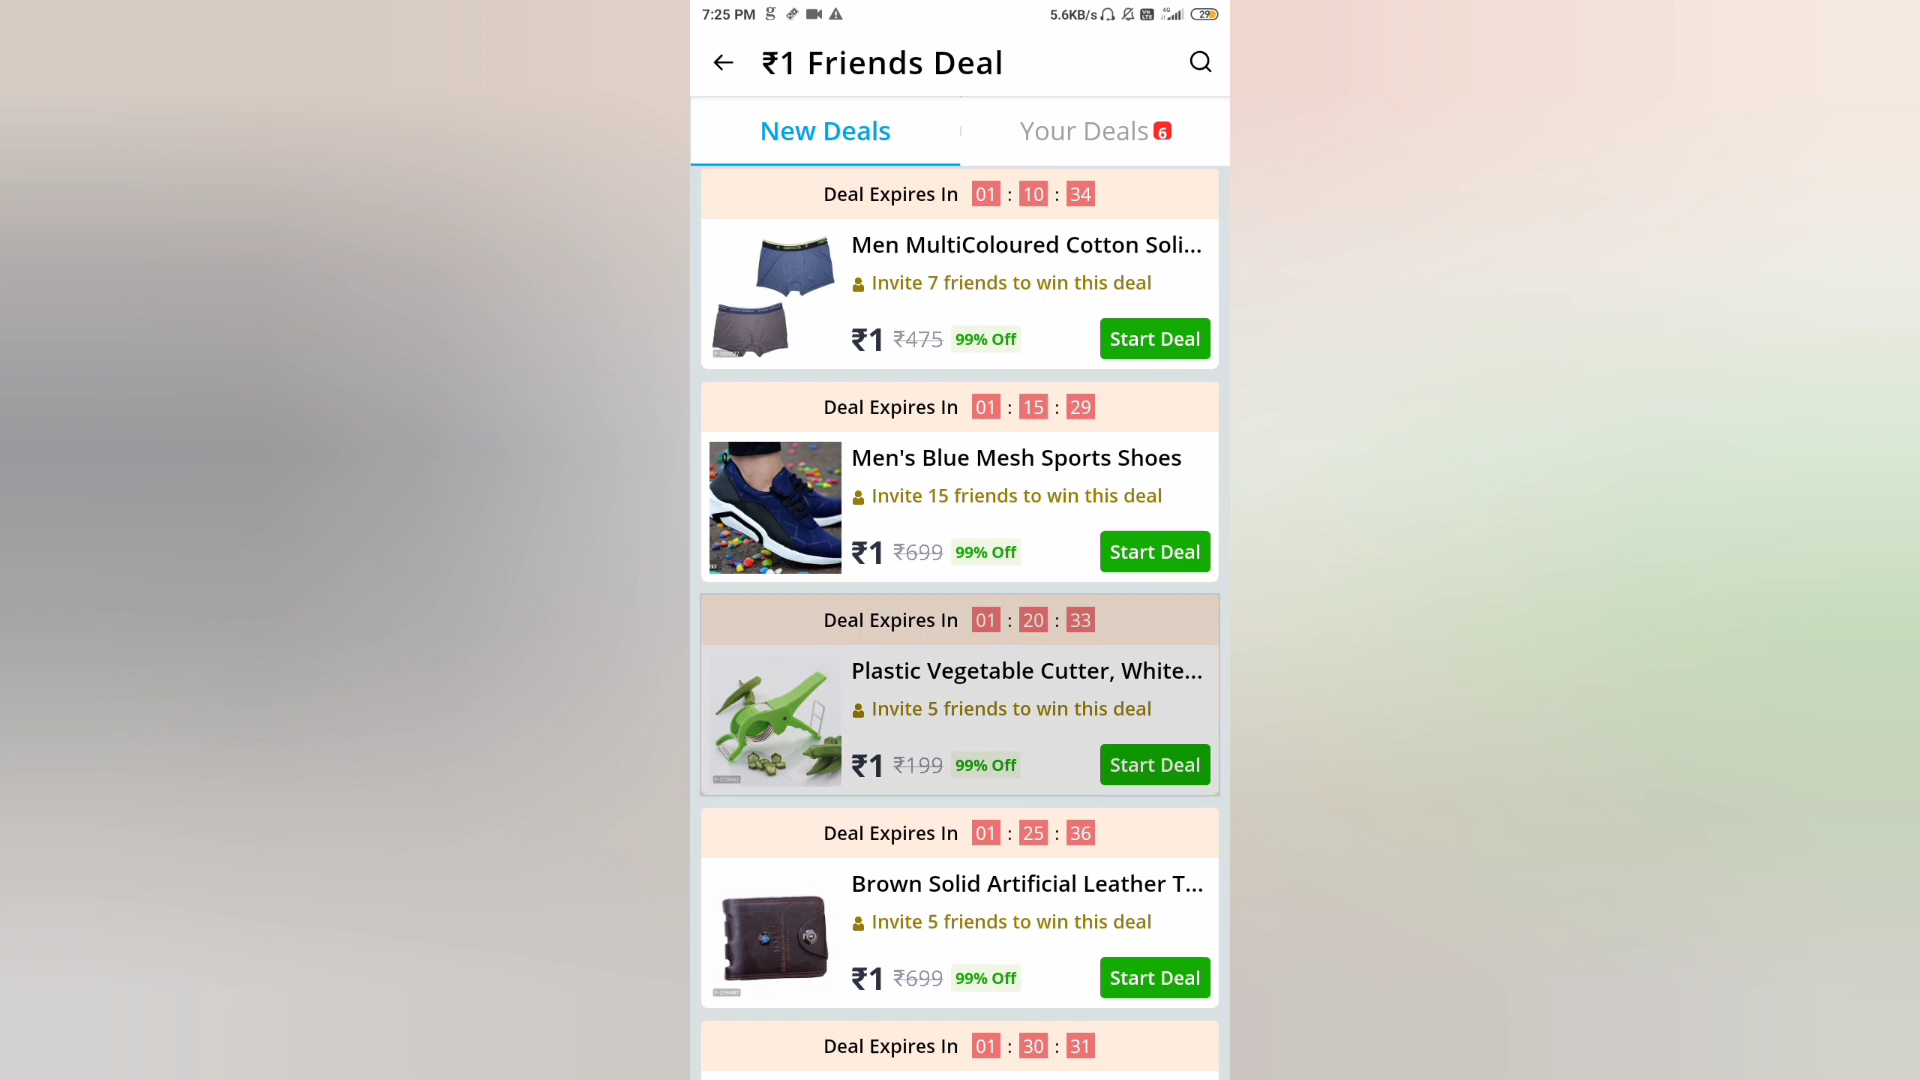 7:25 PM
5.6KB/s
4G
29
₹1 Friends Deal
New Deals
Your Deals 6
Deal Expires In 01 : 10 : 34
Men MultiColoured Cotton Soli...
Invite 7 friends to win this deal
₹1 ₹475 99% Off
Start Deal
Deal Expires In 01 : 15 : 29
Men's Blue Mesh Sports Shoes
Invite 15 friends to win this deal
₹1 ₹699 99% Off
Start Deal
Deal Expires In 01 : 20 : 33
Plastic Vegetable Cutter, White...
Invite 5 friends to win this deal
₹1 ₹199 99% Off
Start Deal
Deal Expires In 01 : 25 : 36
Brown Solid Artificial Leather T...
Invite 5 friends to win this deal
₹1 ₹699 99% Off
Start Deal
Deal Expires In 01 : 30 : 31